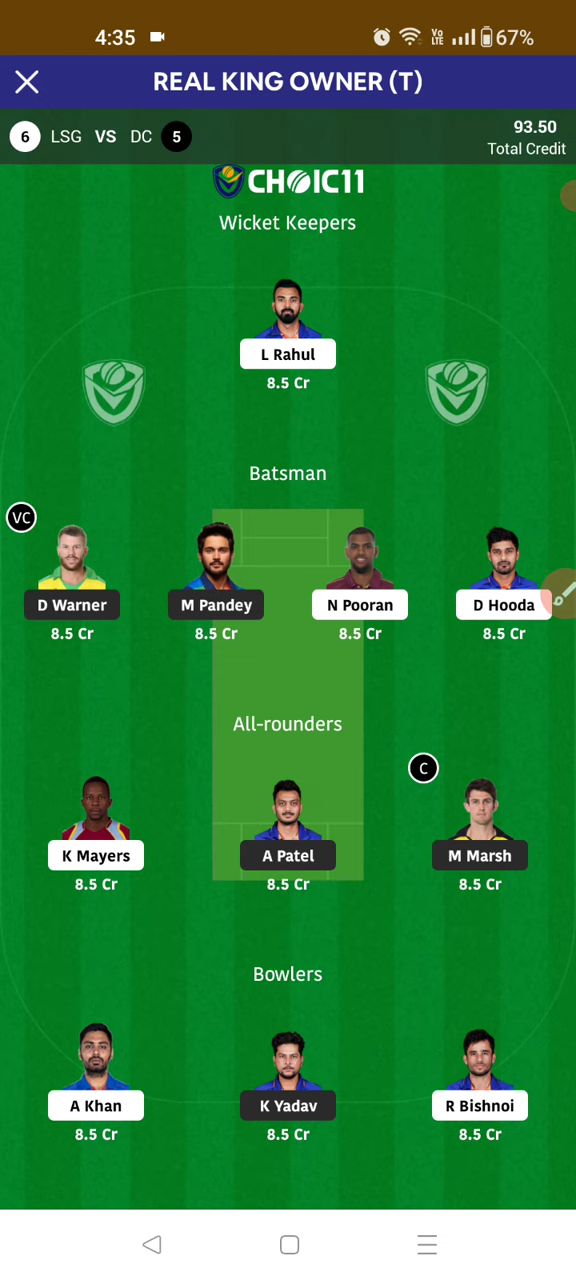 4:35
Vo
LTE
67%
REAL KING OWNER (T)
6 LSG VS DC 5
93.50
Total Credit
CHOIC11
Wicket Keepers
L Rahul
8.5 Cr
Batsman
VC
D Warner M Pandey N Pooran D Hooda
8.5 Cr 8.5 Cr 8.5 Cr 8.5 Cr
All-rounders
C
K Mayers A Patel M Marsh
8.5 Cr 8.5 Cr 8.5 Cr
Bowlers
A Khan K Yadav R Bishnoi
8.5 Cr 8.5 Cr 8.5 Cr